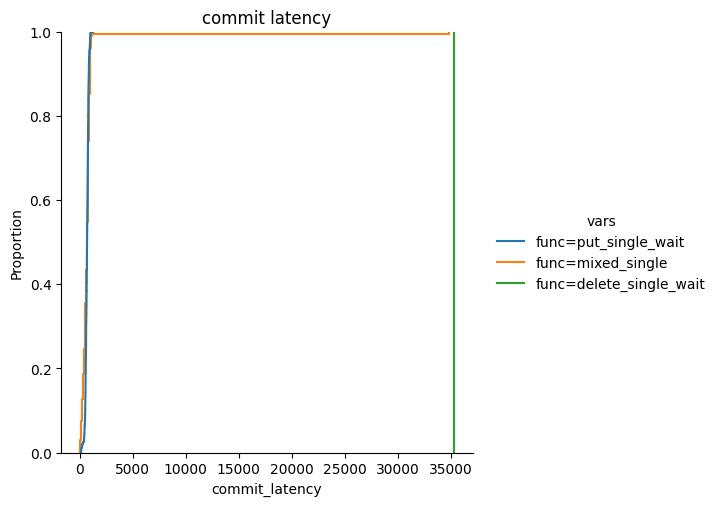 commit latency
1.0
0.8
0.6
0.4
0.2
0.0
Proportion
0 5000 10000 15000 20000 25000 30000 35000
commit_latency
vars
func=put_single_wait
func=mixed_single
func=delete_single_wait